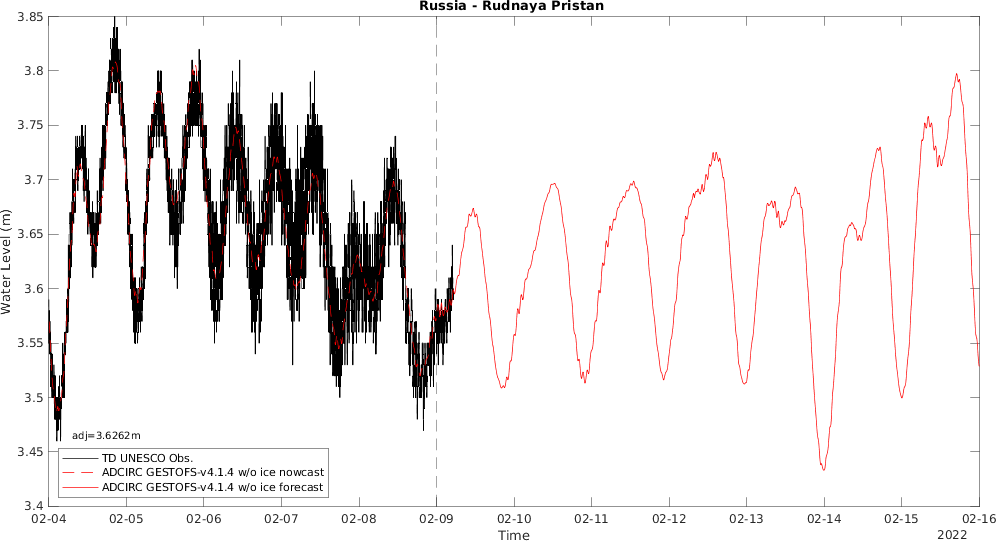 Russia - Rudnaya Pristan
3.85
3.8
3.75
3.7
3.65
3.6
3.55
3.5
3.45
3.4
Water Level (m)
adj=3.6262m
TD UNESCO Obs.
ADCIRC GESTOFS-v4.1.4 w/o ice nowcast
ADCIRC GESTOFS-v4.1.4 w/o ice forecast
02-04 02-05 02-06 02-07 02-08 02-09 02-10 02-11 02-12 02-13 02-14 02-15 02-16
Time
2022